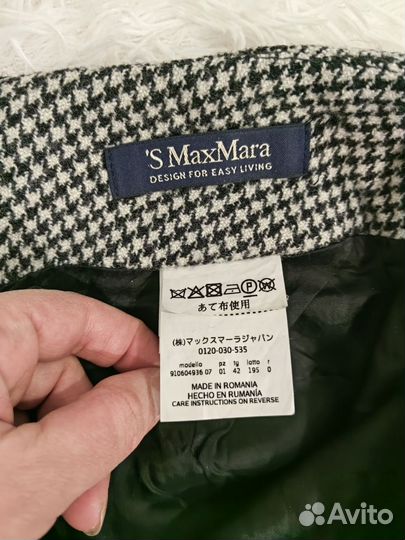 'S MaxMara
DESIGN FOR EASY LIVING
あて布使用
(株)マックスマーラジャパン
0120-030-535
modello pz tg lotto r
910604936 07 01 42 195 0
MADE IN ROMANIA
HECHO EN RUMANÍA
CARE INSTRUCTIONS ON REVERSE
Avito